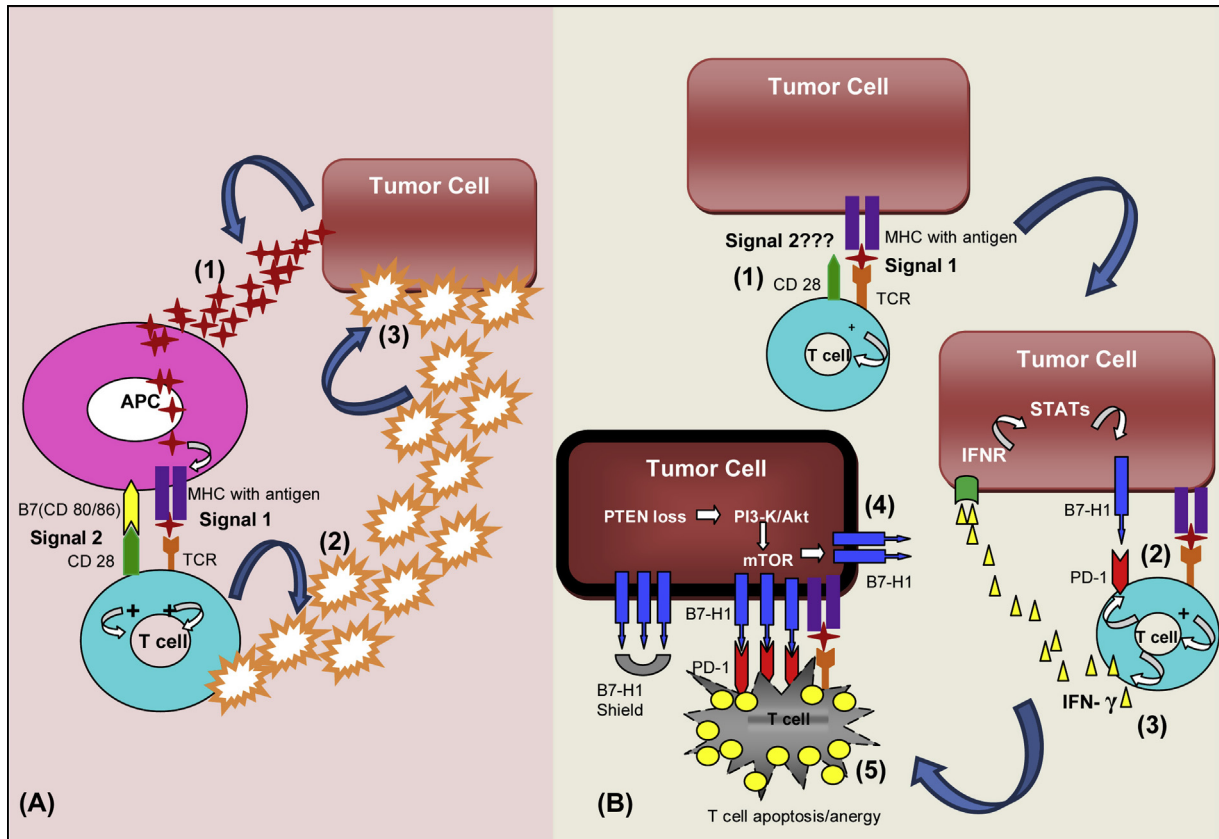 Tumor Cell
(1)
(3)
APC
B7(CD 80/86)
MHC with antigen
Signal 1
Signal 2
CD 28
TCR
(2)
+ +
T cell
(A)
Tumor Cell
Signal 2???
MHC with antigen
(1)
Signal 1
CD 28
TCR
+
T cell
Tumor Cell
STATs
IFNR
B7-H1
(2)
PD-1
+
T cell
IFN- γ
(3)
Tumor Cell
(4)
PTEN loss
PI3-K/Akt
mTOR
B7-H1
B7-H1
PD-1
B7-H1
Shield
T cell
(5)
T cell apoptosis/anergy
(B)